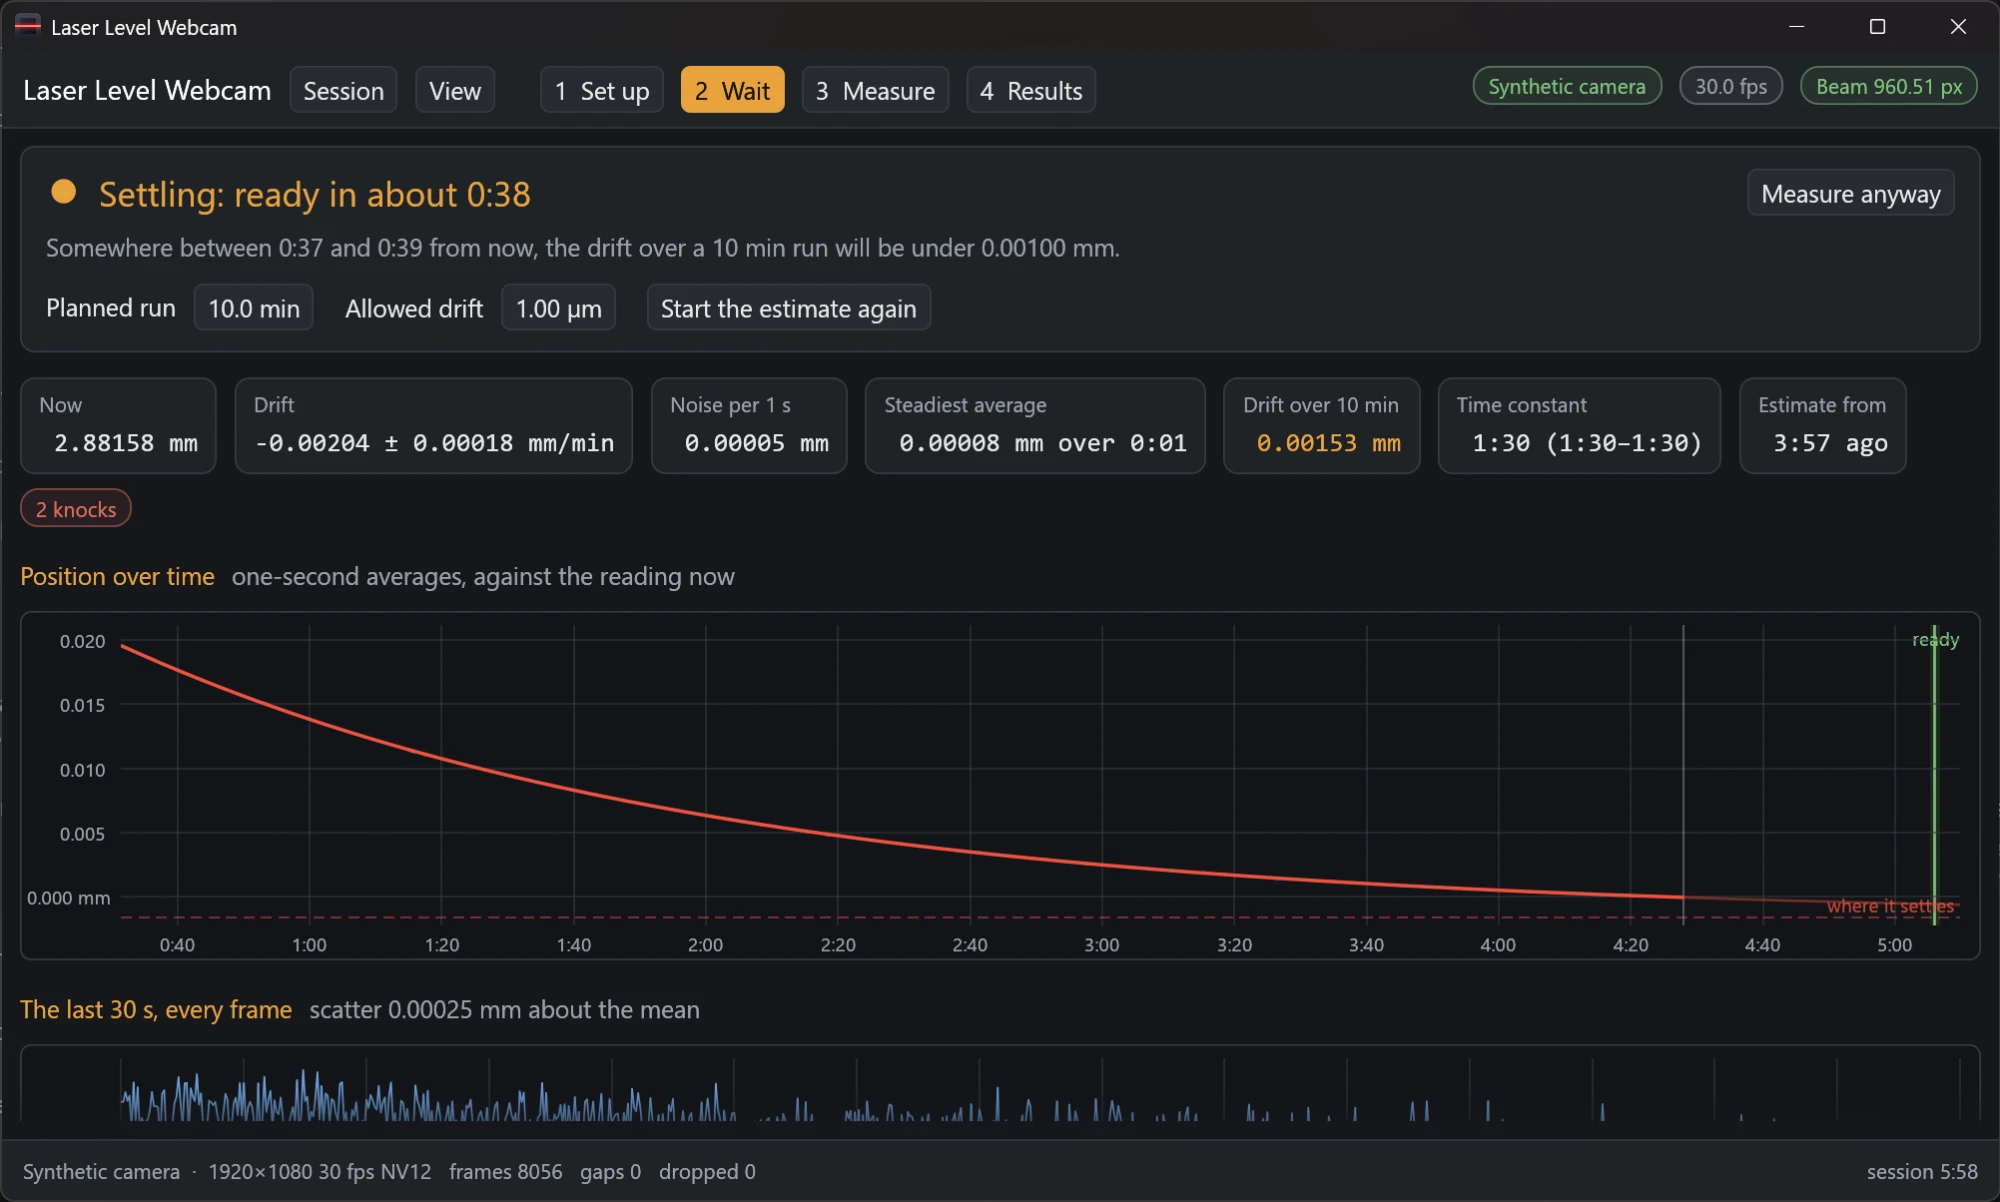 Laser Level Webcam
Laser Level Webcam Session View 1 Set up 2 Wait 3 Measure 4 Results Synthetic camera 30.0 fps Beam 960.51 px
Settling: ready in about 0:38 Measure anyway
Somewhere between 0:37 and 0:39 from now, the drift over a 10 min run will be under 0.00100 mm.
Planned run 10.0 min Allowed drift 1.00 µm Start the estimate again
Now Drift Noise per 1 s Steadiest average Drift over 10 min Time constant Estimate from
2.88158 mm -0.00204 ± 0.00018 mm/min 0.00005 mm 0.00008 mm over 0:01 0.00153 mm 1:30 (1:30–1:30) 3:57 ago
2 knocks
Position over time one-second averages, against the reading now
0.020 ready
0.015
0.010
0.005
0.000 mm
where it settles
0:40 1:00 1:20 1:40 2:00 2:20 2:40 3:00 3:20 3:40 4:00 4:20 4:40 5:00
The last 30 s, every frame scatter 0.00025 mm about the mean
Synthetic camera · 1920×1080 30 fps NV12 frames 8056 gaps 0 dropped 0 session 5:58